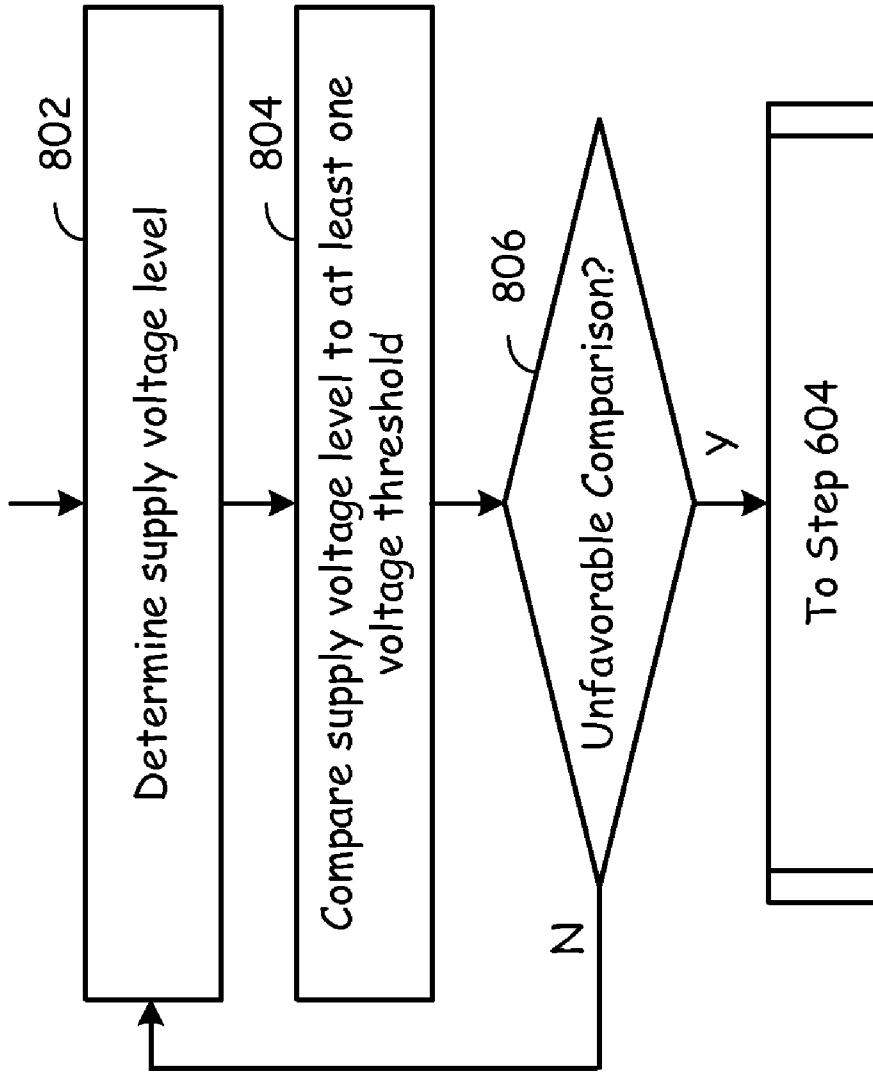 802
Determine supply voltage level
804
Compare supply voltage level to at least one
voltage threshold
806
Unfavorable Comparison?
N
Y
To Step 604